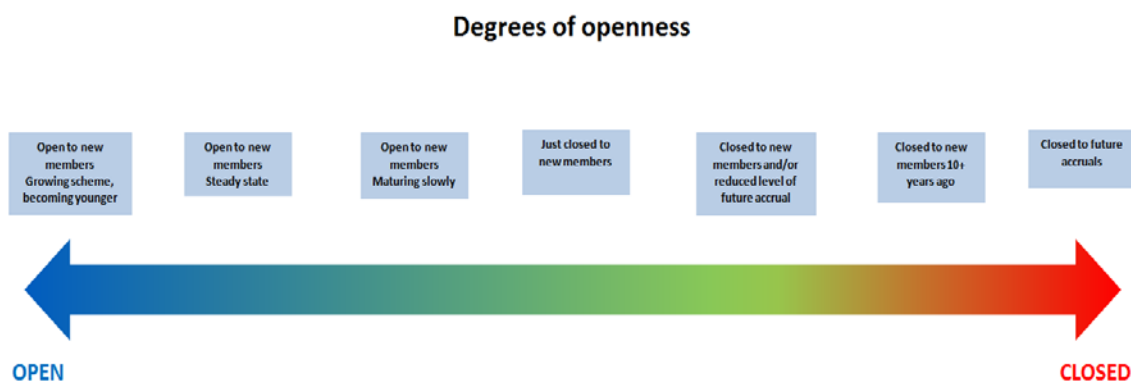 Degrees of openness
Open to new
members
Growing scheme,
becoming younger
Open to new
members
Steady state
Open to new
members
Maturing slowly
Just closed to
new members
Closed to new
members and/or
reduced level of
future accrual
Closed to new
members 10+
years ago
Closed to future
accruals
OPEN
CLOSED